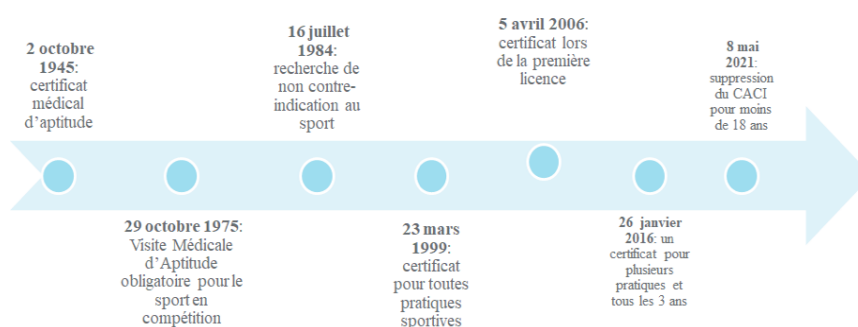 2 octobre
1945:
certificat
médical
d'aptitude
29 octobre 1975:
Visite Médicale
d'Aptitude
obligatoire pour le
sport en
compétition
16 juillet
1984:
recherche de
non contre-
indication au
sport
23 mars
1999:
certificat
pour toutes
pratiques
sportives
5 avril 2006:
certificat lors
de la première
licence
26 janvier
2016: un
certificat pour
plusieurs
pratiques et
tous les 3 ans
8 mai
2021:
suppression
du CACI
pour moins
de 18 ans